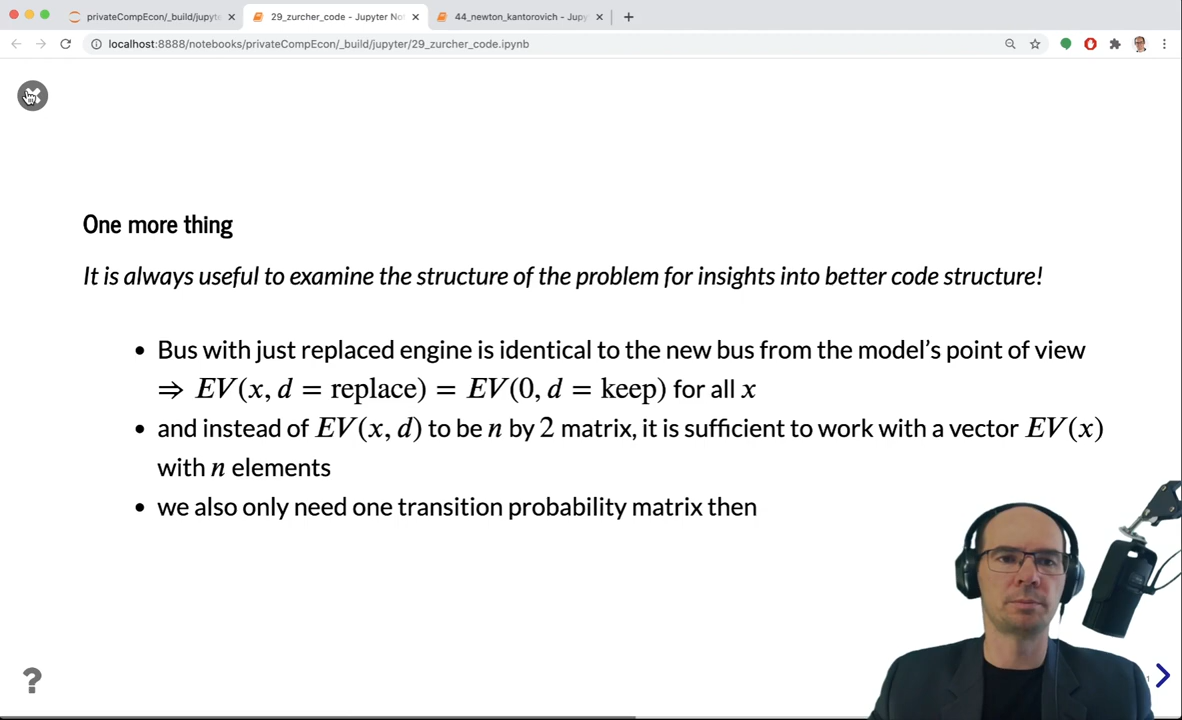 privateCompEcon/_build/jupyte
29_zurcher_code - Jupyter Not
44_newton_kantorovich - Jupy
localhost:8888/notebooks/privateCompEcon/_build/jupyter/29_zurcher_code.ipynb
One more thing
It is always useful to examine the structure of the problem for insights into better code structure!
• Bus with just replaced engine is identical to the new bus from the model's point of view
⇒ EV(x, d = replace) = EV(0, d = keep) for all x
• and instead of EV(x, d) to be n by 2 matrix, it is sufficient to work with a vector EV(x)
with n elements
• we also only need one transition probability matrix then
?